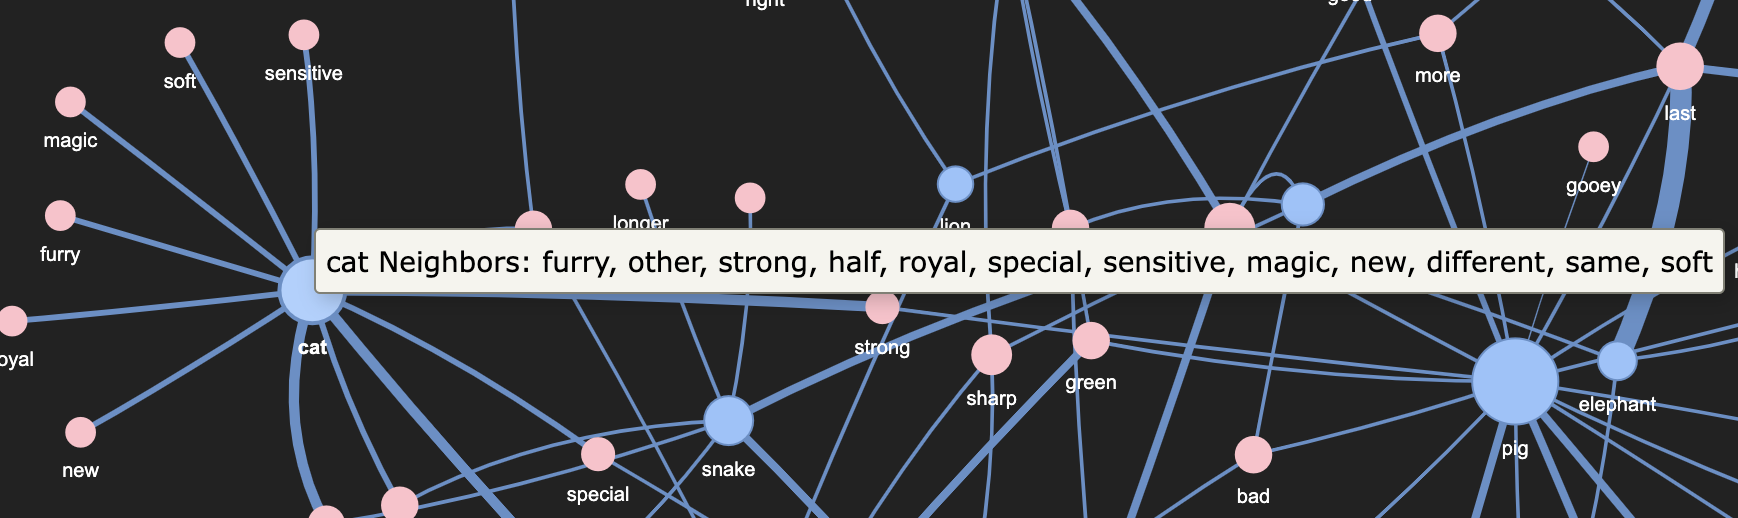 right
good
more
soft
sensitive
last
magic
gooey
longer
lion
furry
cat Neighbors: furry, other, strong, half, royal, special, sensitive, magic, new, different, same, soft
cat
strong
oyal
green
sharp
elephant
pig
new
snake
special
bad